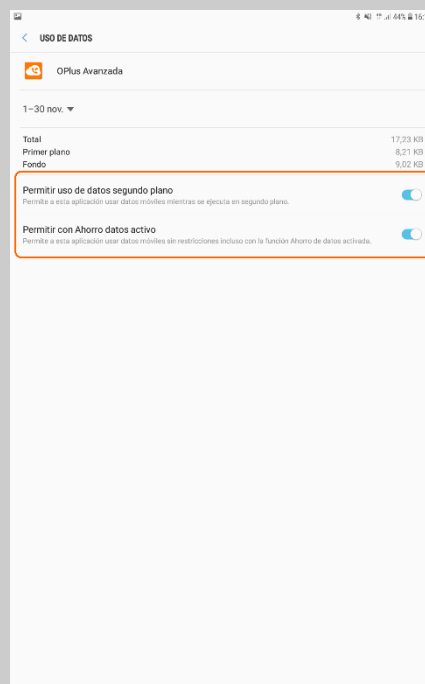 44% 16:
USO DE DATOS
OPlus Avanzada
1–30 nov.
Total 17,23 KB
Primer plano 8,21 KB
Fondo 9,02 KB
Permitir uso de datos segundo plano
Permite a esta aplicación usar datos móviles mientras se ejecuta en segundo plano.
Permitir con Ahorro datos activo
Permite a esta aplicación usar datos móviles sin restricciones incluso con la función Ahorro de datos activada.